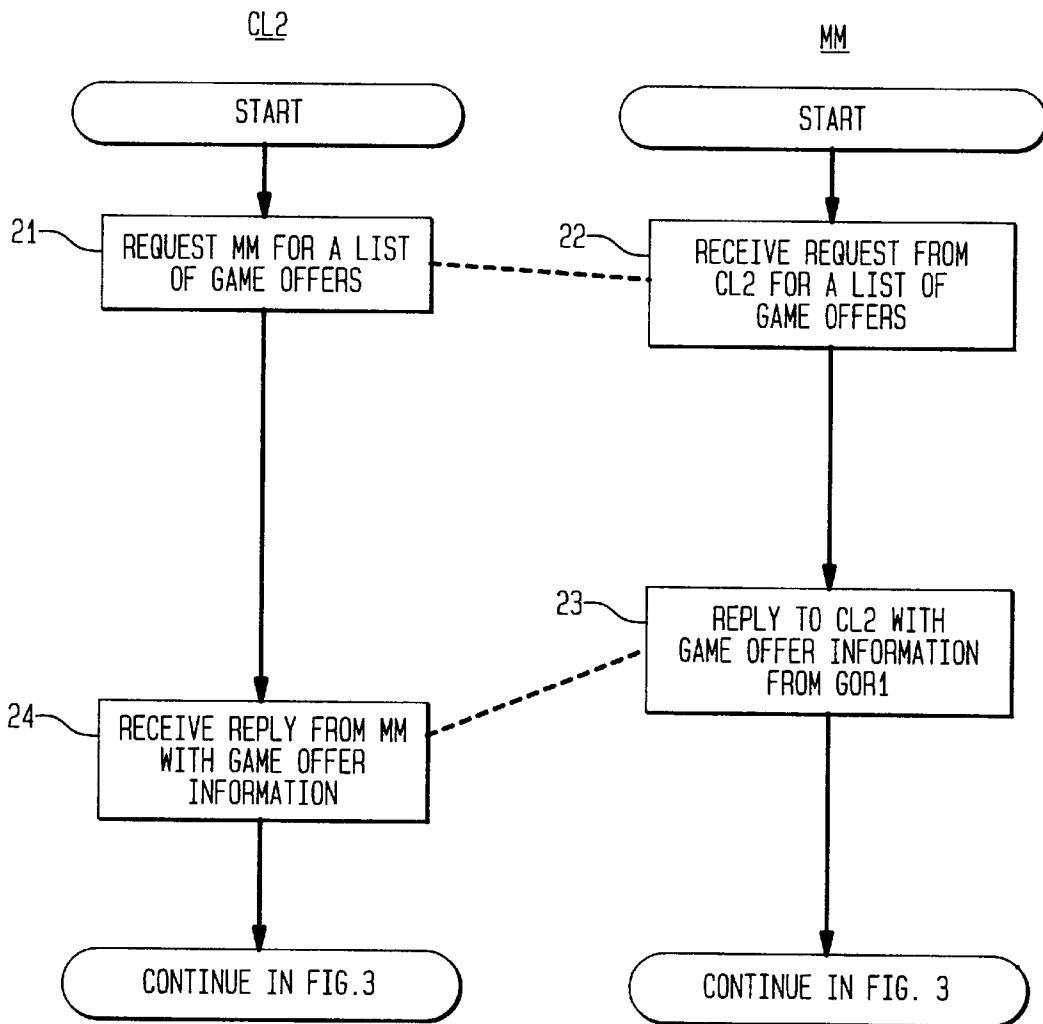 CL2
MM
START
START
21
REQUEST MM FOR A LIST
OF GAME OFFERS
22
RECEIVE REQUEST FROM
CL2 FOR A LIST OF
GAME OFFERS
23
REPLY TO CL2 WITH
GAME OFFER INFORMATION
FROM GOR1
24
RECEIVE REPLY FROM MM
WITH GAME OFFER
INFORMATION
CONTINUE IN FIG.3
CONTINUE IN FIG. 3